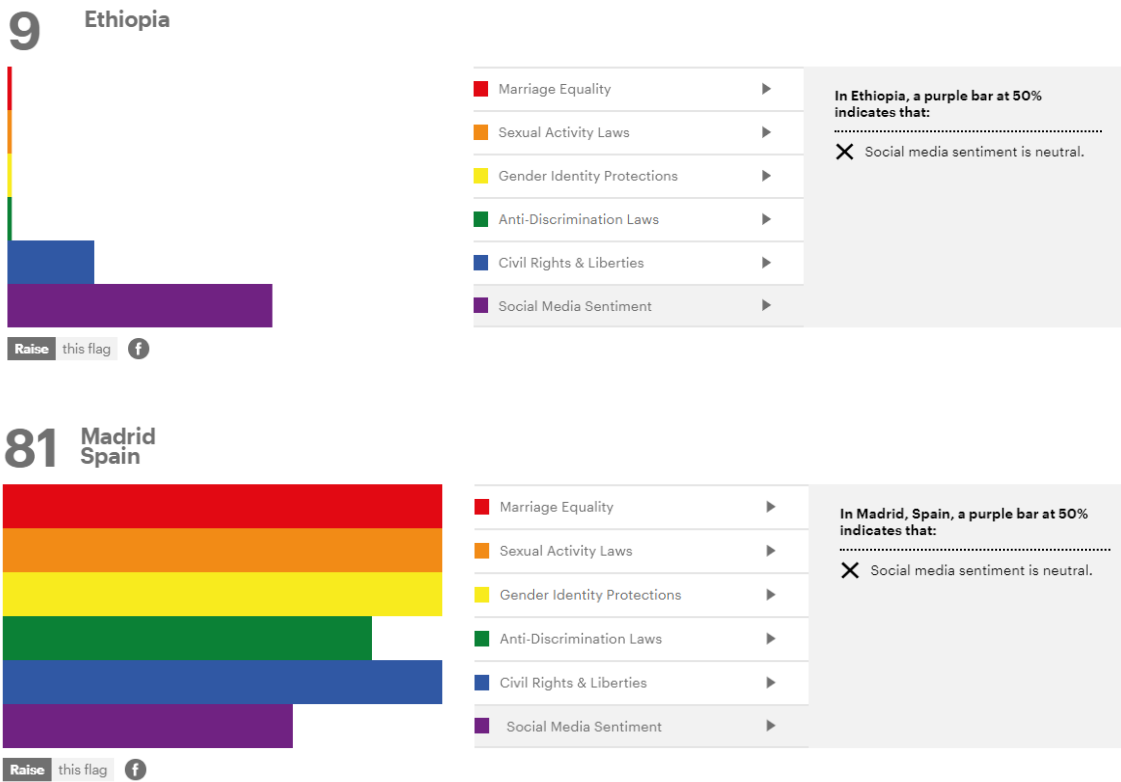 9 Ethiopia
Marriage Equality
Sexual Activity Laws
Gender Identity Protections
Anti-Discrimination Laws
Civil Rights & Liberties
Social Media Sentiment
In Ethiopia, a purple bar at 50%
indicates that:
Social media sentiment is neutral.
Raise this flag f
81 Madrid
Spain
Marriage Equality
Sexual Activity Laws
Gender Identity Protections
Anti-Discrimination Laws
Civil Rights & Liberties
Social Media Sentiment
In Madrid, Spain, a purple bar at 50%
indicates that:
Social media sentiment is neutral.
Raise this flag f